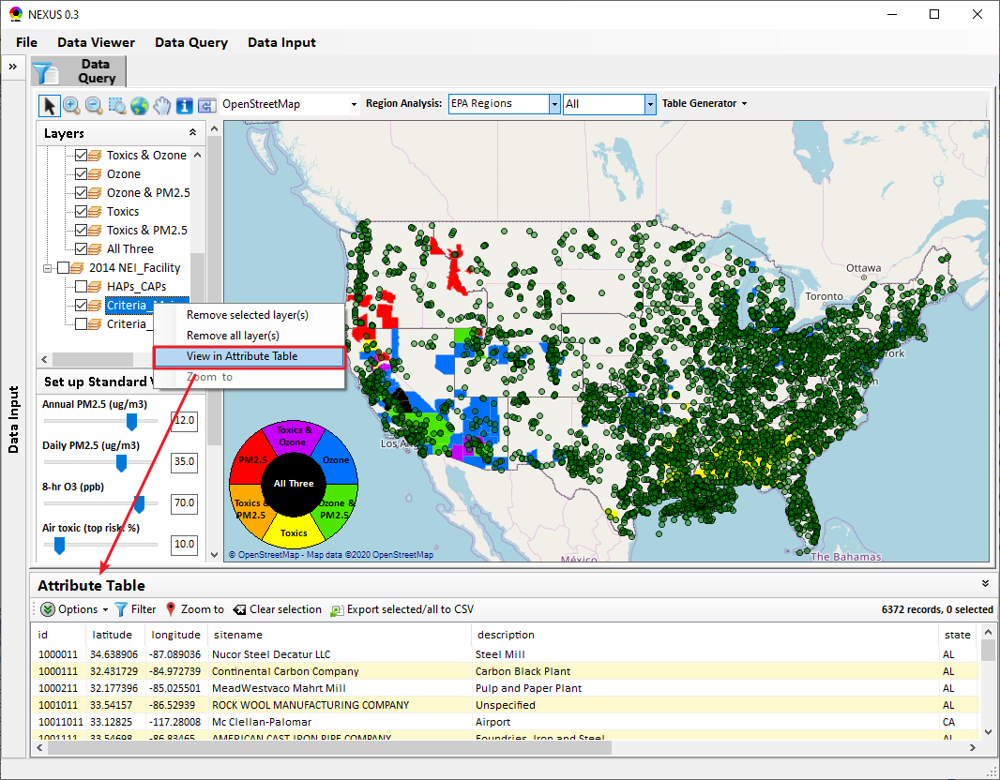 NEXUS 0.3
File Data Viewer Data Query Data Input
Data
Query
OpenStreetMap Region Analysis: EPA Regions All Table Generator
Layers
Toxics & Ozone
Ozone
Ozone & PM2.5
Toxics
Toxics & PM2.5
All Three
2014 NEI_Facility
HAPs_CAPs
Criteria_
Criteria_
Remove selected layer(s)
Remove all layer(s)
View in Attribute Table
Zoom to
Data Input
Set up Standard
Annual PM2.5 (ug/m3)
12.0
Daily PM2.5 (ug/m3)
35.0
8-hr O3 (ppb)
70.0
Air toxic (top risk, %)
10.0
Ottawa
Toronto
York
Los
México
The Bahamas
Toxics &
Ozone
PM2.5
Ozone
All Three
Toxics &
PM2.5
Ozone &
PM2.5
Toxics
© OpenStreetMap - Map data ©2020 OpenStreetMap
Attribute Table
Options Filter Zoom to Clear selection Export selected/all to CSV 6372 records, 0 selected
id latitude longitude sitename description state
1000011 34.638906 -87.089036 Nucor Steel Decatur LLC Steel Mill AL
1000111 32.431729 -84.972739 Continental Carbon Company Carbon Black Plant AL
1000211 32.177396 -85.025501 MeadWestvaco Mahrt Mill Pulp and Paper Plant AL
1001011 33.54157 -86.52939 ROCK WOOL MANUFACTURING COMPANY Unspecified AL
10011011 33.12825 -117.28008 Mc Clellan-Palomar Airport CA
1001111 33.54698 -86.83465 AMERICAN CAST IRON PIPE COMPANY Foundries, Iron and Steel AL